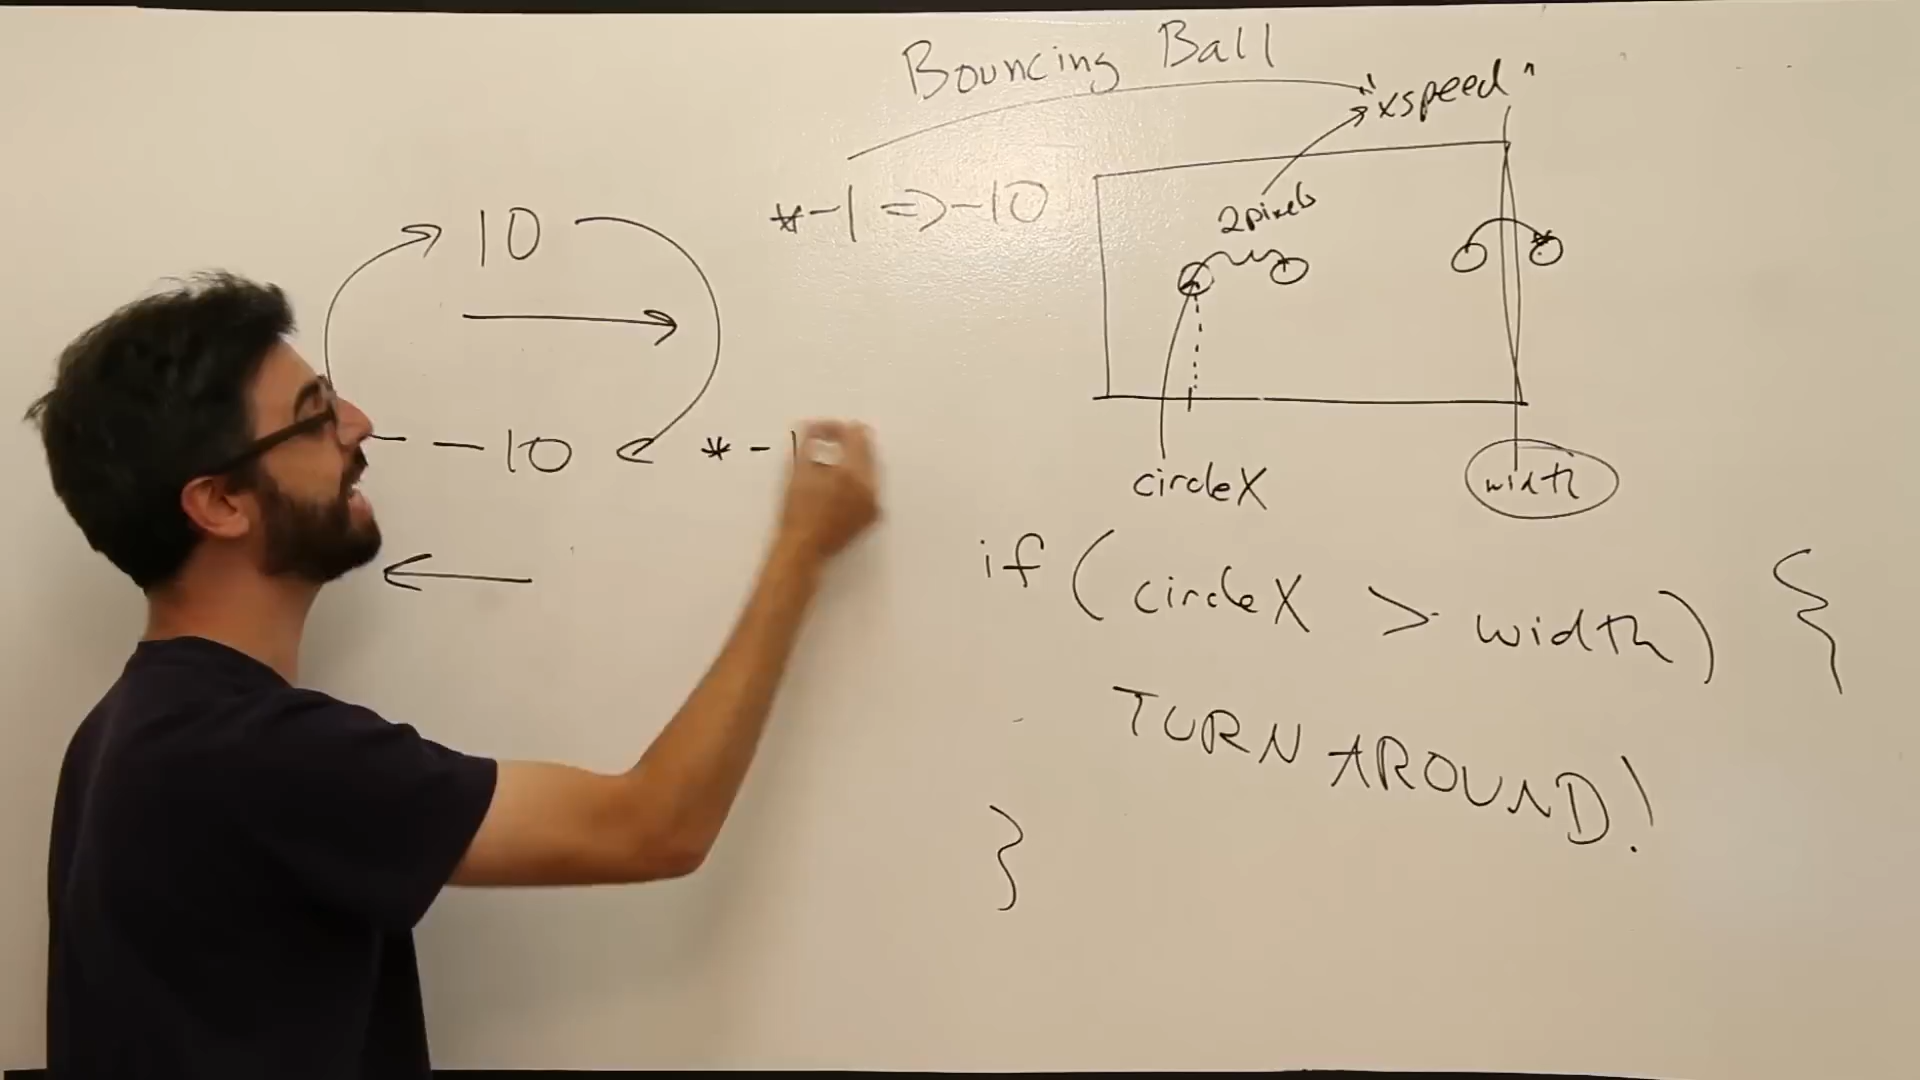 Bouncing Ball
"xspeed"
10
* -1 => -10
2pixels
- -10
* -1
circleX
width
if (circleX > width) {
TURN AROUND!
}